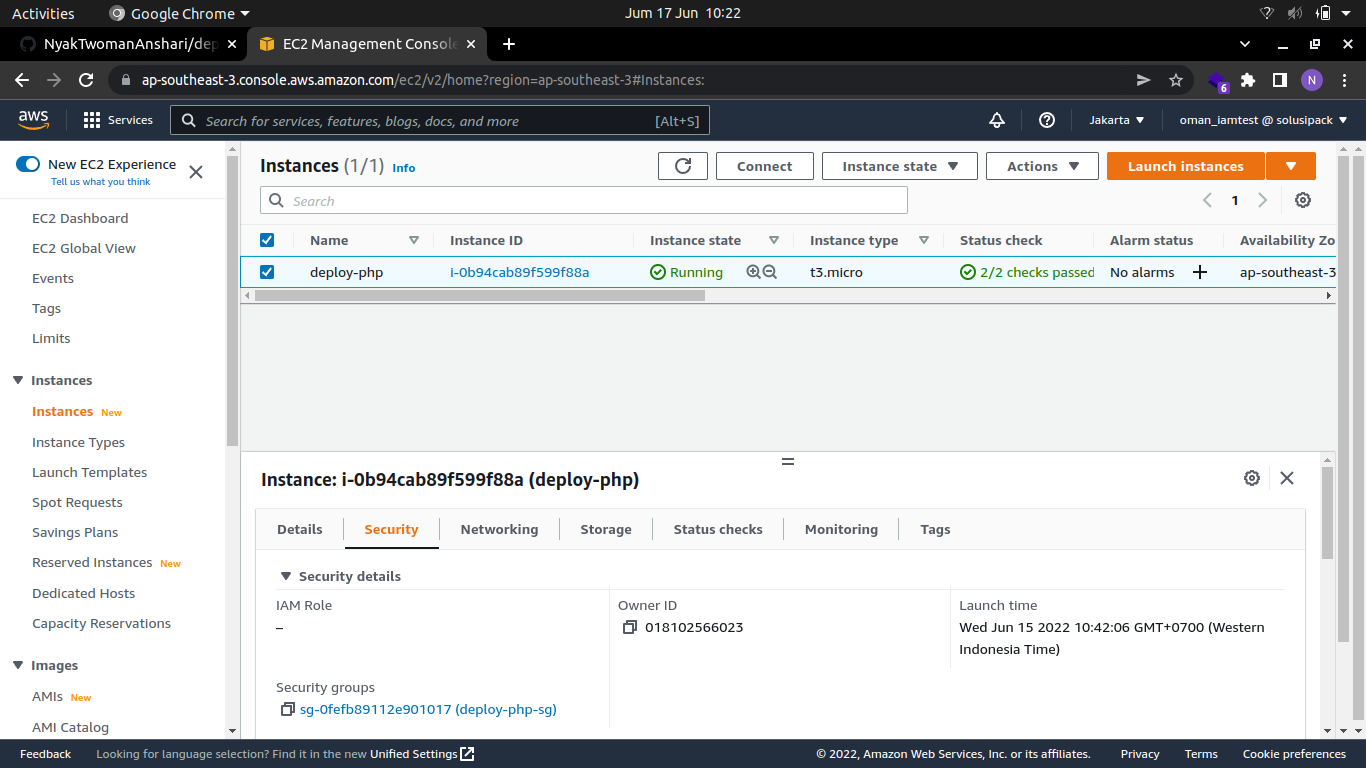 Activities Google Chrome Jum 17 Jun 10:22
NyakTwomanAnshari/dep EC2 Management Console
ap-southeast-3.console.aws.amazon.com/ec2/v2/home?region=ap-southeast-3#Instances: 6 N
aws Services Search for services, features, blogs, docs, and more [Alt+S] Jakarta oman_iamtest @ solusipack
New EC2 Experience
Tell us what you think
EC2 Dashboard
EC2 Global View
Events
Tags
Limits
Instances
Instances New
Instance Types
Launch Templates
Spot Requests
Savings Plans
Reserved Instances New
Dedicated Hosts
Capacity Reservations
Images
AMIs New
AMI Catalog
Instances (1/1) Info Connect Instance state Actions Launch instances
Search 1
Name Instance ID Instance state Instance type Status check Alarm status Availability Zo
deploy-php i-0b94cab89f599f88a Running t3.micro 2/2 checks passed No alarms ap-southeast-3
Instance: i-0b94cab89f599f88a (deploy-php)
Details Security Networking Storage Status checks Monitoring Tags
Security details
IAM Role Owner ID Launch time
– 018102566023 Wed Jun 15 2022 10:42:06 GMT+0700 (Western
Indonesia Time)
Security groups
sg-0fefb89112e901017 (deploy-php-sg)
Feedback Looking for language selection? Find it in the new Unified Settings © 2022, Amazon Web Services, Inc. or its affiliates. Privacy Terms Cookie preferences